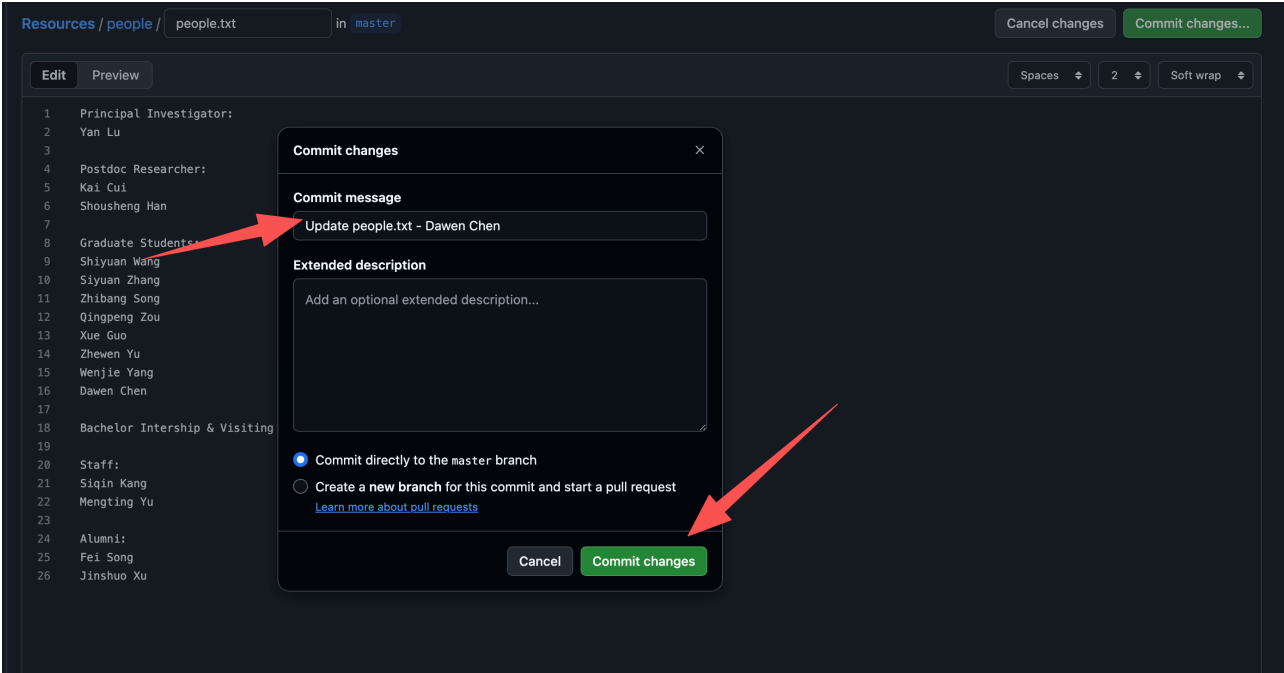 Resources / people / people.txt in master Cancel changes Commit changes...
Edit Preview Spaces 2 Soft wrap
1 Principal Investigator:
2 Yan Lu
3
4 Postdoc Researcher:
5 Kai Cui
6 Shousheng Han
7
8 Graduate Students:
9 Shiyuan Wang
10 Siyuan Zhang
11 Zhibang Song
12 Qingpeng Zou
13 Xue Guo
14 Zhewen Yu
15 Wenjie Yang
16 Dawen Chen
17
18 Bachelor Intership & Visiting
19
20 Staff:
21 Siqin Kang
22 Mengting Yu
23
24 Alumni:
25 Fei Song
26 Jinshuo Xu
Commit changes
Commit message
Update people.txt - Dawen Chen
Extended description
Add an optional extended description...
Commit directly to the master branch
Create a new branch for this commit and start a pull request
Learn more about pull requests
Cancel Commit changes